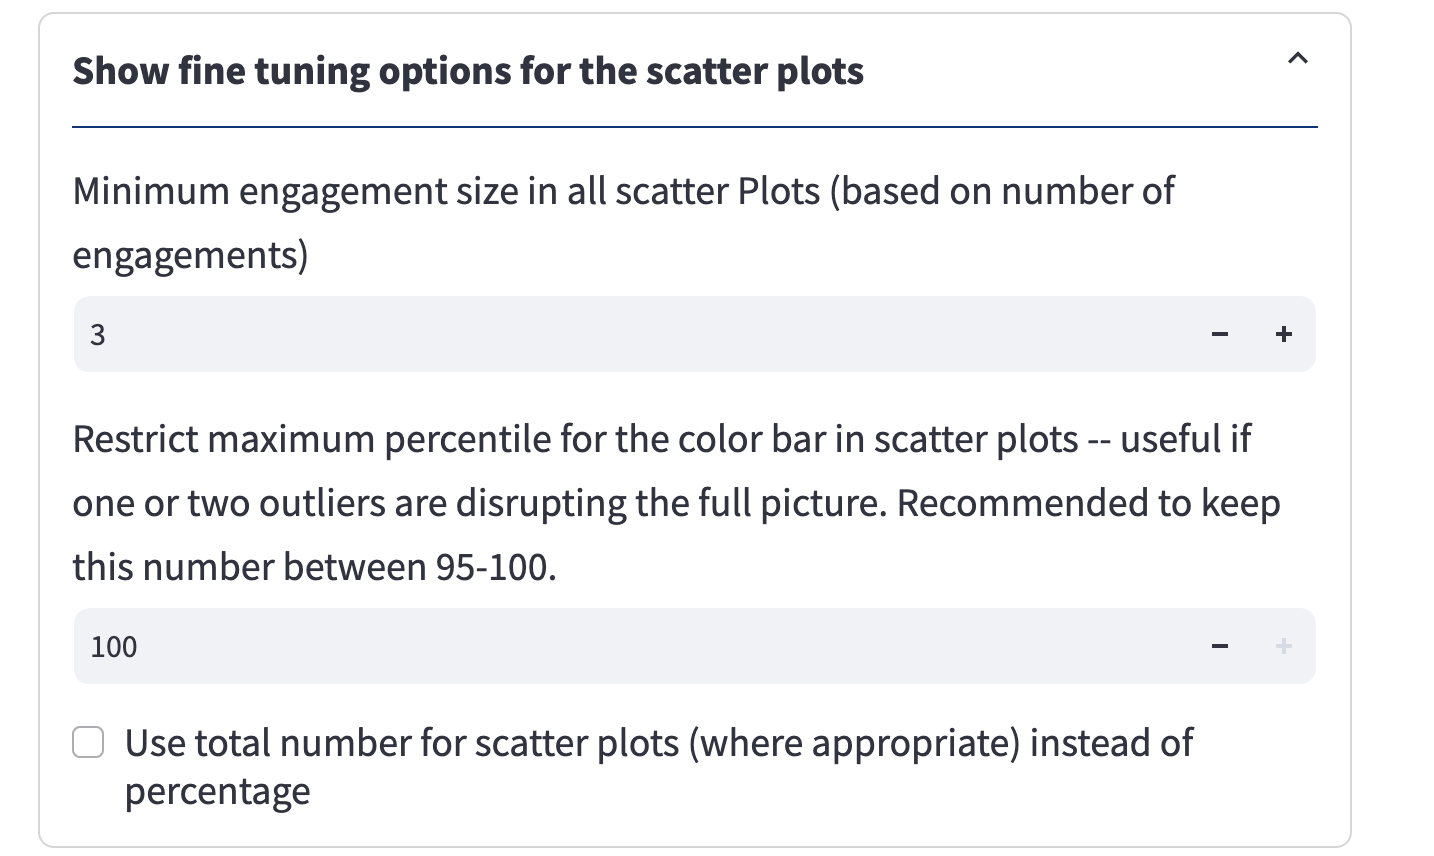 Show fine tuning options for the scatter plots
Minimum engagement size in all scatter Plots (based on number of
engagements)
3
Restrict maximum percentile for the color bar in scatter plots -- useful if
one or two outliers are disrupting the full picture. Recommended to keep
this number between 95-100.
100
Use total number for scatter plots (where appropriate) instead of
percentage